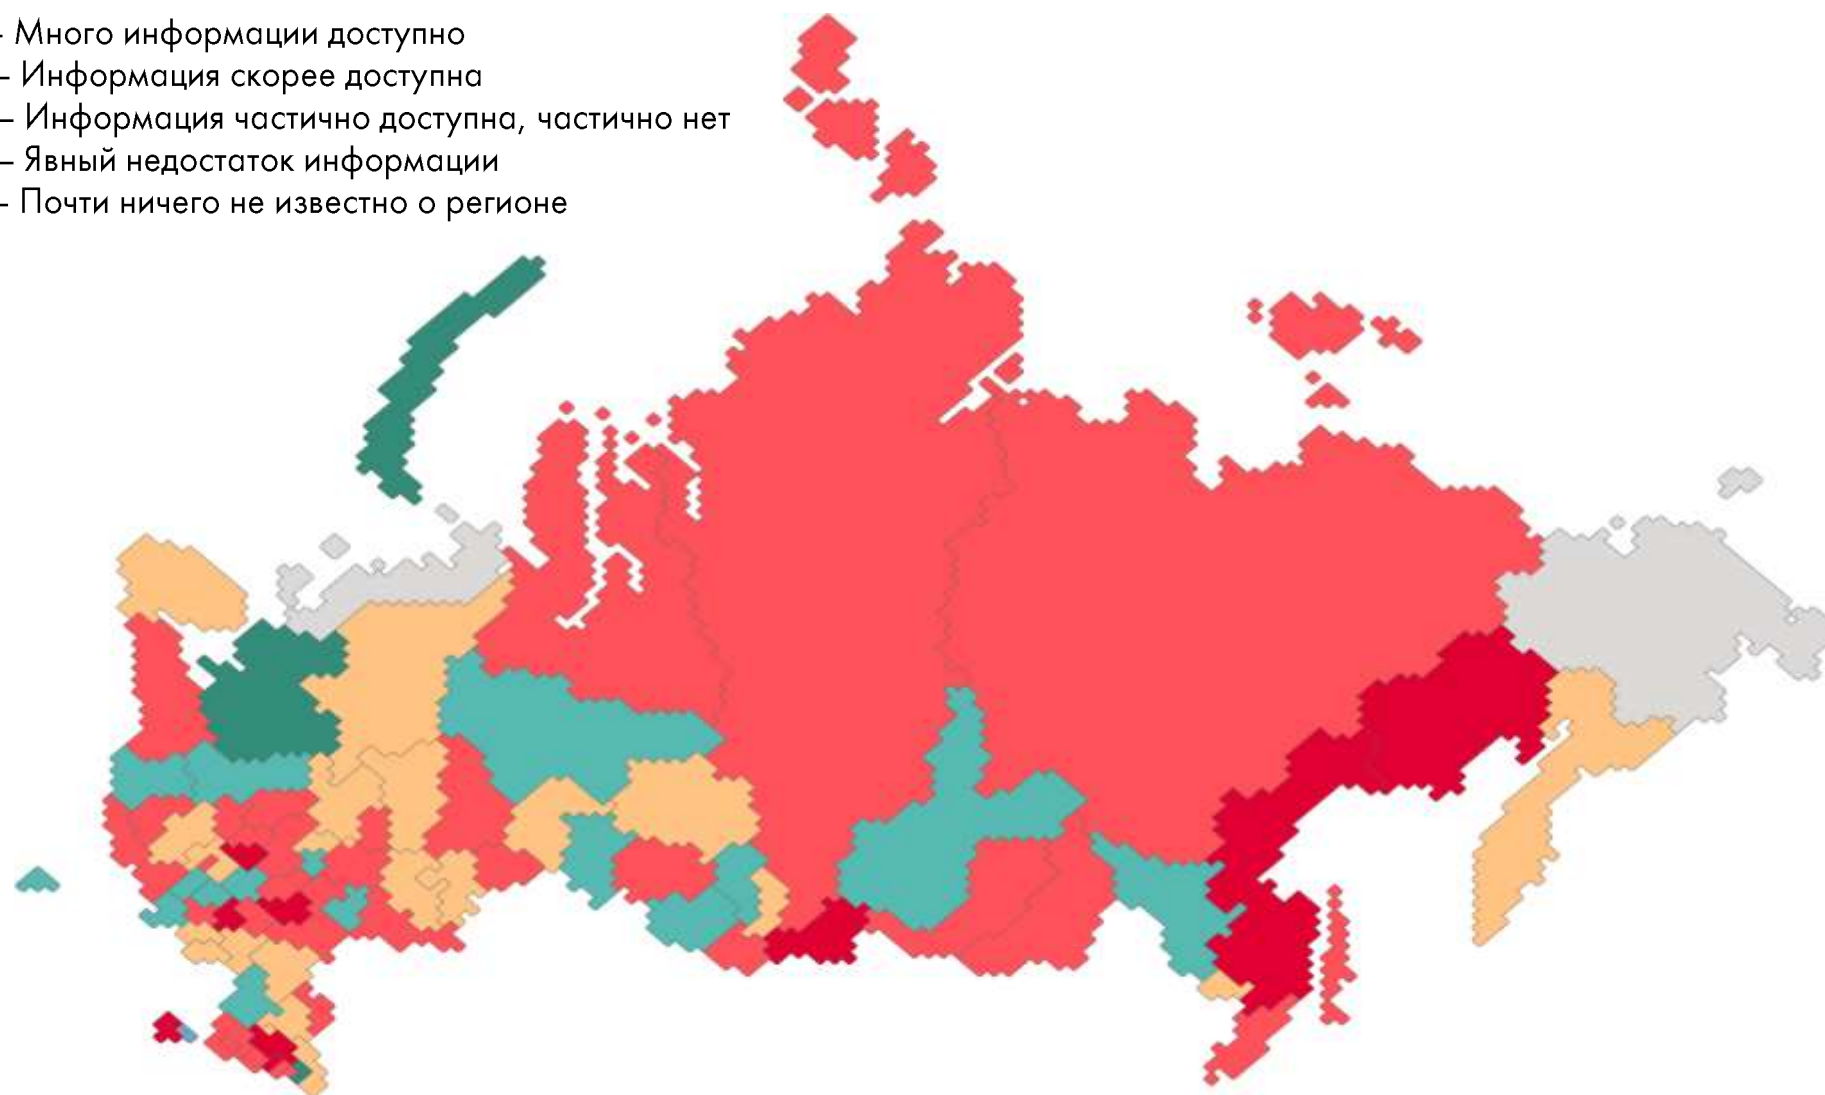 - Много информации доступно
– Информация скорее доступна
– Информация частично доступна, частично нет
– Явный недостаток информации
- Почти ничего не известно о регионе